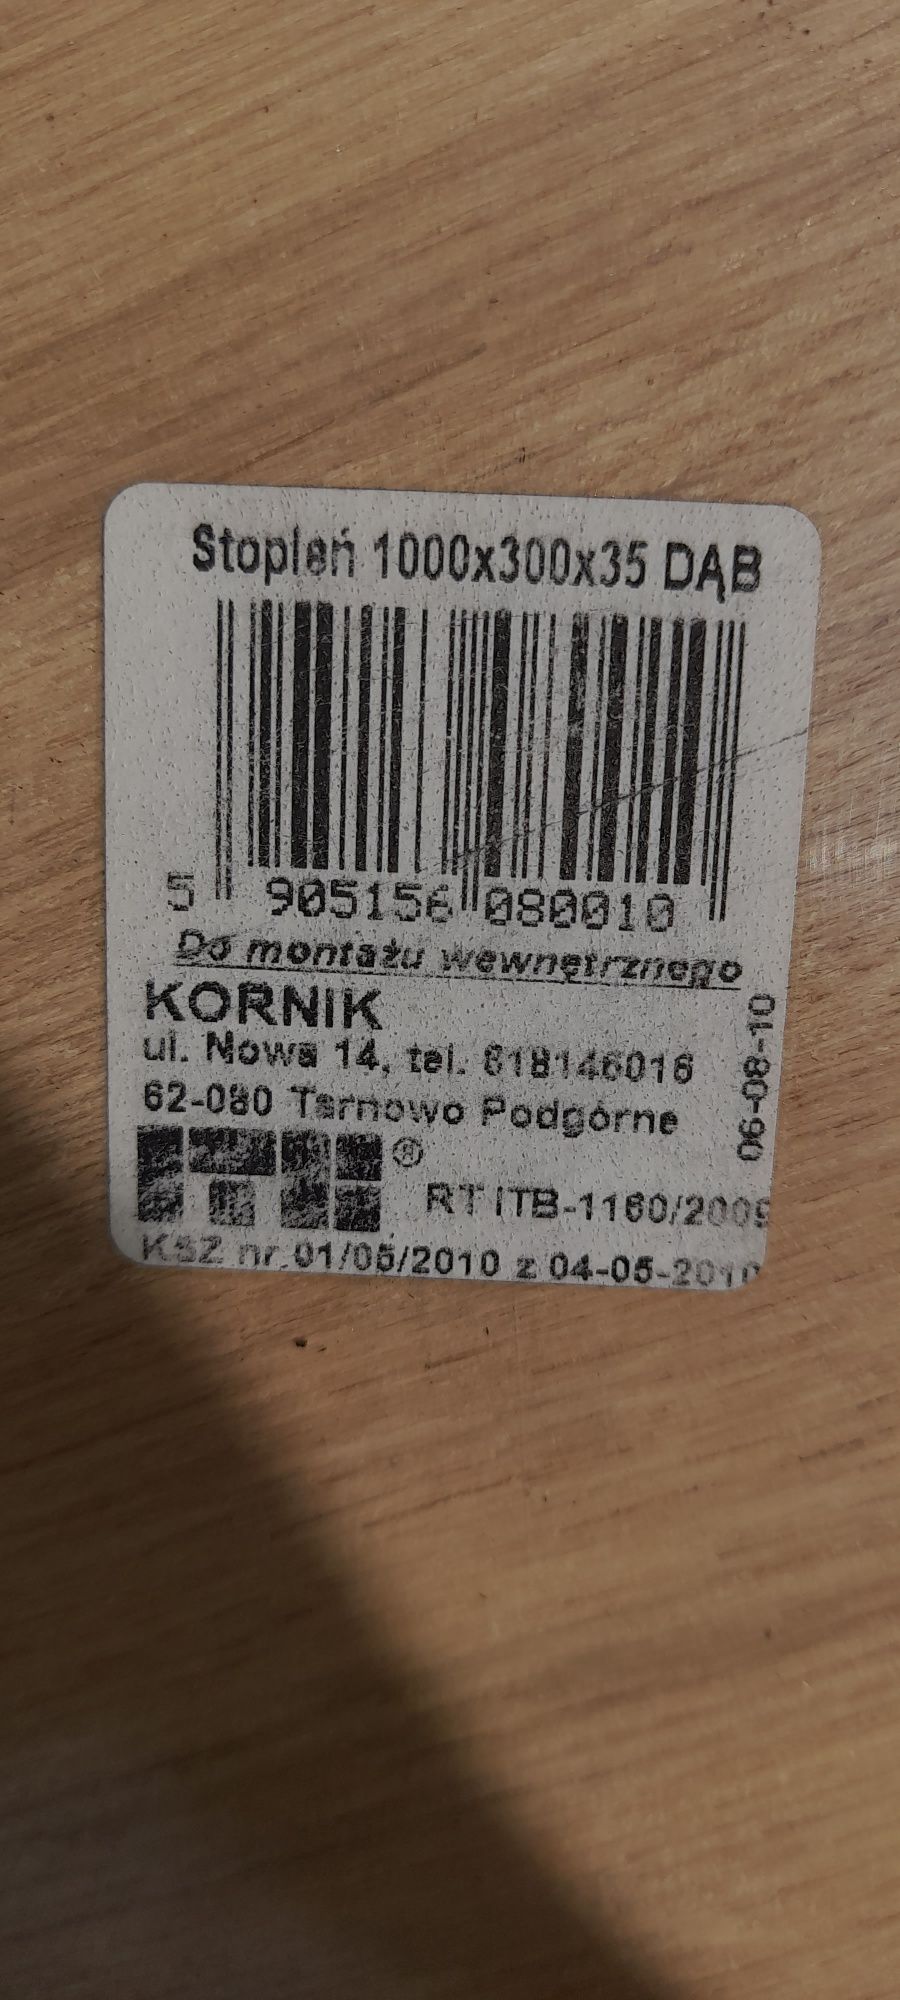 Stopień 1000x300x35 DĄB
5 905156 080010
Do montażu wewnętrznego
KORNIK
ul. Nowa 14, tel. 618146016
62-080 Tarnowo Podgórne
06-08-10
®
RT ITB-1160/2009
KSZ nr 01/05/2010 z 04-05-2010